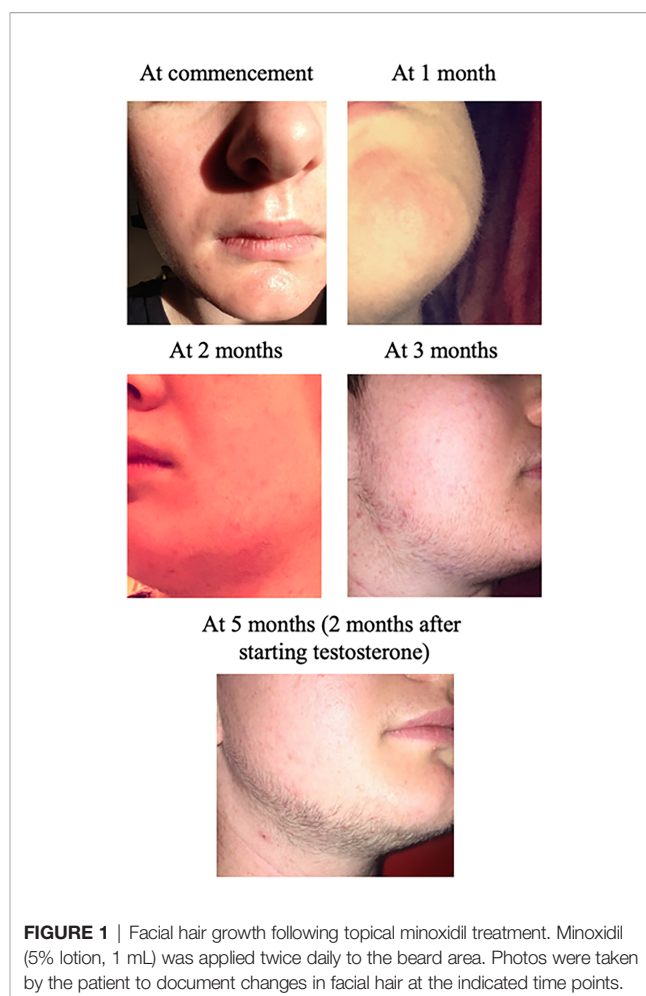 At commencement
At 1 month
At 2 months
At 3 months
At 5 months (2 months after
starting testosterone)
FIGURE 1 | Facial hair growth following topical minoxidil treatment. Minoxidil
(5% lotion, 1 mL) was applied twice daily to the beard area. Photos were taken
by the patient to document changes in facial hair at the indicated time points.